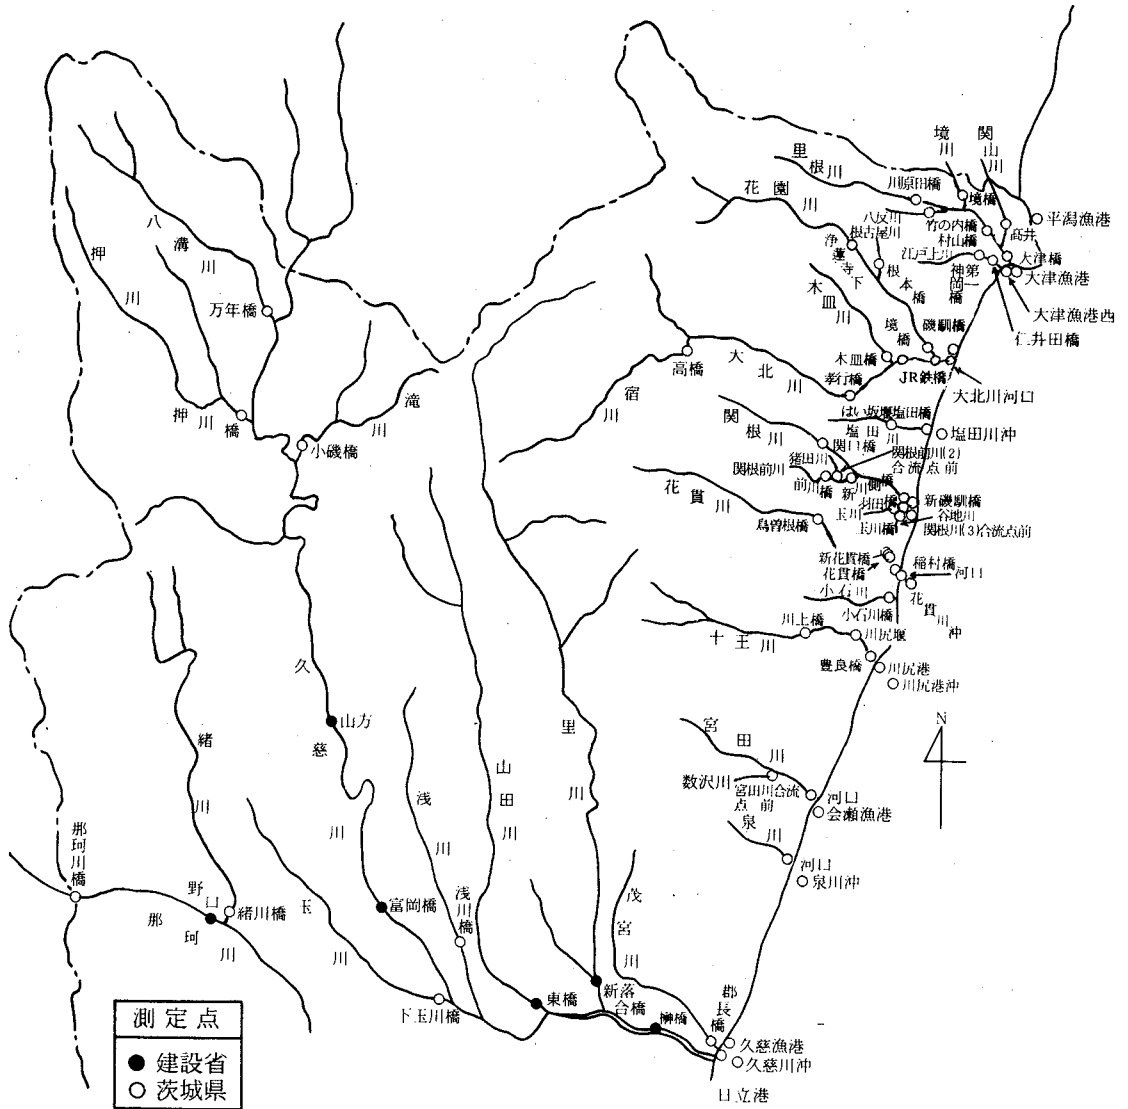 境川
関山川
里根川
川原田橋
境橋
花園川
八反川
竹の内橋
平潟漁港
根古屋川
村山橋
高井
浄蓮寺下
江戸上川
大津橋
八溝川
押川
根本橋
神岡第一橋
大津漁港
木皿川
大津漁港西
万年橋
境橋
磯馴橋
仁井田橋
木皿橋
高橋
大北川
JR鉄橋
孝行橋
大北川河口
宿川
滝川
押川橋
関根川
塩田橋
塩田川
塩田川沖
小磯橋
関口橋
関根前川(2)
合流点前
猪田川
関根前川
前川橋
花貫川
新磯馴橋
玉川
谷地川
玉川橋
関根川(3)合流点前
鳥曽根橋
新花貫橋
稲村橋
花貫橋
河口
小石川
小石川橋
花貫川沖
十王川
川上橋
川尻堰
豊良橋
川尻港
川尻港沖
久慈川
山方
N
宮田川
緒川
山田川
里川
数沢川
宮田川合流
点前
河口
会瀬漁港
浅川
泉川
那珂川橋
河口
泉川沖
野口
緒川橋
玉川
富岡橋
浅川橋
茂宮川
那珂川
新落
合橋
郡長橋
下玉川橋
東橋
榊橋
久慈漁港
久慈川沖
日立港
測定点
● 建設省
○ 茨城県